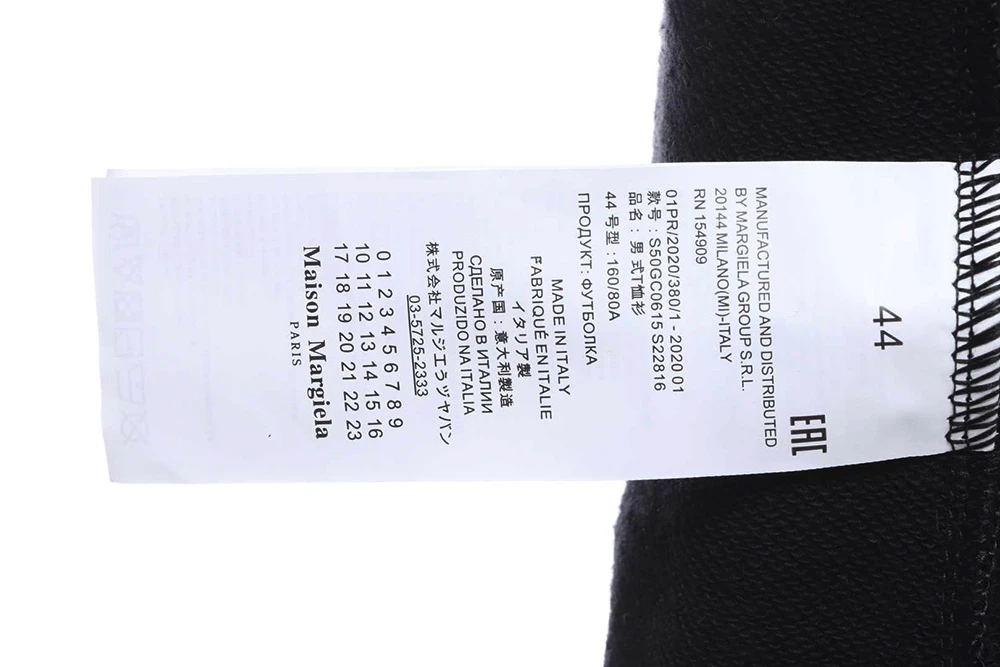 44
EAC
MANUFACTURED AND DISTRIBUTED
BY MARGIELA GROUP S.R.L.
20144 MILANO(MI)-ITALY
RN 154909
01PR/2020/380/1 - 2020 01
款号 : S50GC0615 S22816
品名 : 男式T恤衫
44 号型 : 160/80A
ПРОДУКТ: ФУТБОЛКА
MADE IN ITALY
FABRIQUÉ EN ITALIE
イタリア製
原产国 : 意大利製造
СДЕЛАНО В ИТАЛИИ
PRODUZIDO NA ITALIA
株式会社マルジエラヅャパン
03-5725-2333
0 1 2 3 4 5 6 7 8 9
10 11 12 13 14 15 16
17 18 19 20 21 22 23
Maison Margiela
PARIS